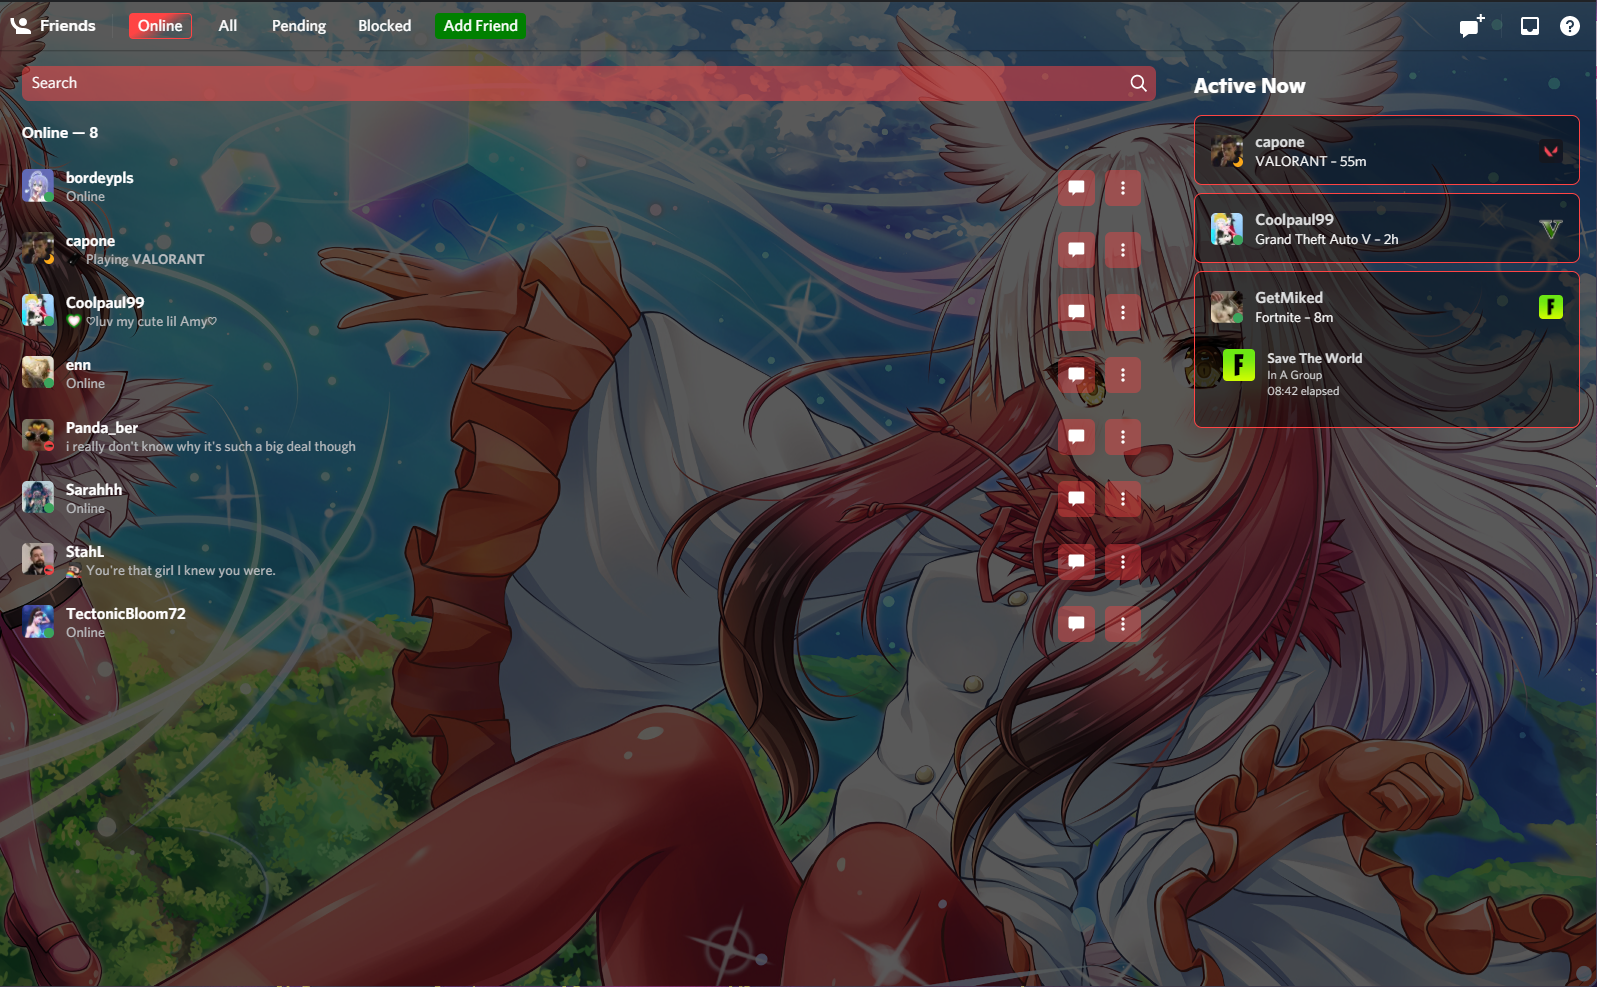 Friends
Online
All
Pending
Blocked
Add Friend
Search
Online — 8
bordeypls
Online
capone
Playing VALORANT
Coolpaul99
♡luv my cute lil Amy♡
enn
Online
Panda_ber
i really don't know why it's such a big deal though
Sarahhh
Online
StahL
You're that girl I knew you were.
TectonicBloom72
Online
Active Now
capone
VALORANT – 55m
Coolpaul99
Grand Theft Auto V – 2h
V
GetMiked
Fortnite – 8m
F
F
Save The World
In A Group
08:42 elapsed